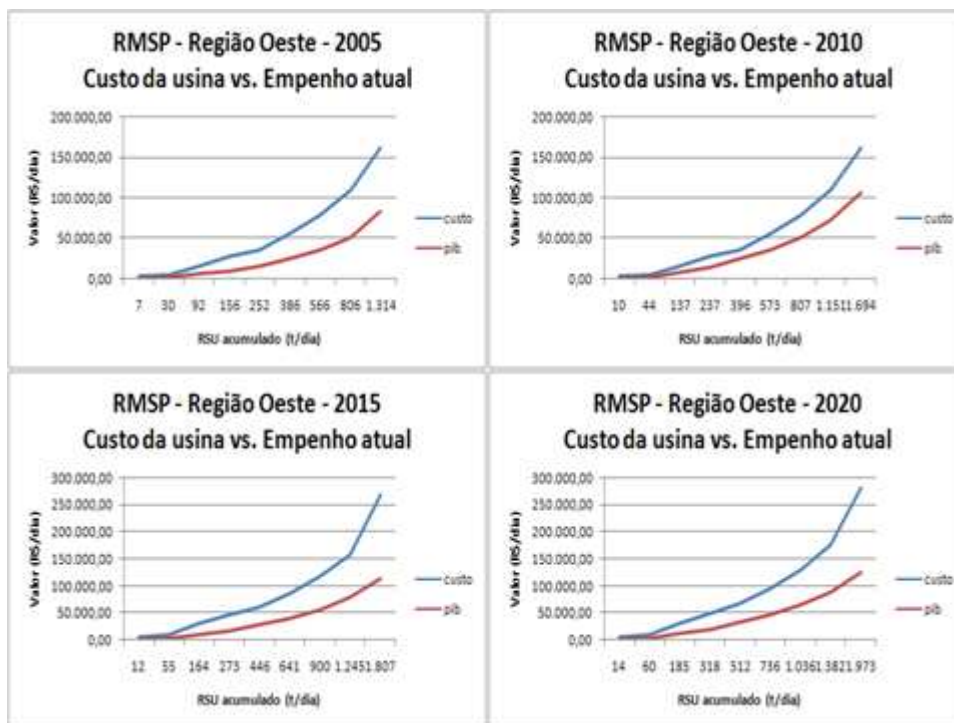 RMSP - Região Oeste - 2005
Custo da usina vs. Empenho atual
Valor (R$/dia)
200.000,00
150.000,00
100.000,00
50.000,00
0,00
7 30 92 156 252 386 566 806 1.314
RSU acumulado (t/dia)
custo
pib
RMSP - Região Oeste - 2010
Custo da usina vs. Empenho atual
Valor (R$/dia)
200.000,00
150.000,00
100.000,00
50.000,00
0,00
10 44 137 237 396 573 807 1.151 1.694
RSU acumulado (t/dia)
custo
pib
RMSP - Região Oeste - 2015
Custo da usina vs. Empenho atual
Valor (R$/dia)
300.000,00
250.000,00
200.000,00
150.000,00
100.000,00
50.000,00
0,00
12 55 164 273 446 641 900 1.245 1.807
RSU acumulado (t/dia)
custo
pib
RMSP - Região Oeste - 2020
Custo da usina vs. Empenho atual
Valor (R$/dia)
300.000,00
250.000,00
200.000,00
150.000,00
100.000,00
50.000,00
0,00
14 60 185 318 512 736 1.036 1.382 1.973
RSU acumulado (t/dia)
custo
pib